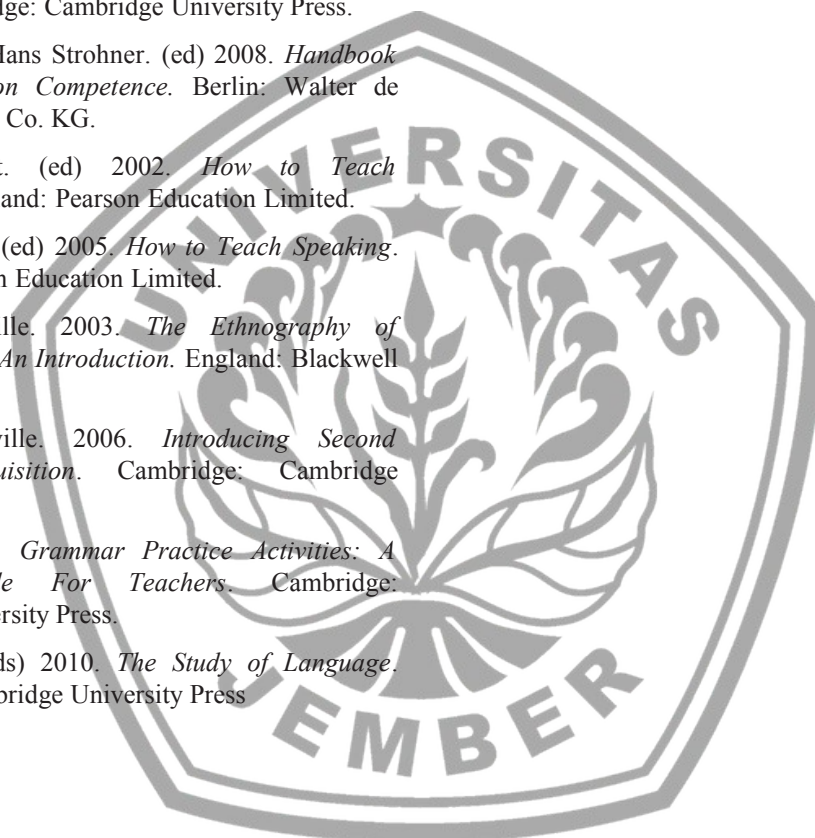 dge: Cambridge University Press.
Hans Strohner. (ed) 2008. Handbook
on Competence. Berlin: Walter de
Co. KG.
t. (ed) 2002. How to Teach
and: Pearson Education Limited.
(ed) 2005. How to Teach Speaking.
n Education Limited.
ille. 2003. The Ethnography of
An Introduction. England: Blackwell
ville. 2006. Introducing Second
uisition. Cambridge: Cambridge
Grammar Practice Activities: A
le For Teachers. Cambridge:
ersity Press.
ds) 2010. The Study of Language.
bridge University Press
UNIVERSITAS
JEMBER